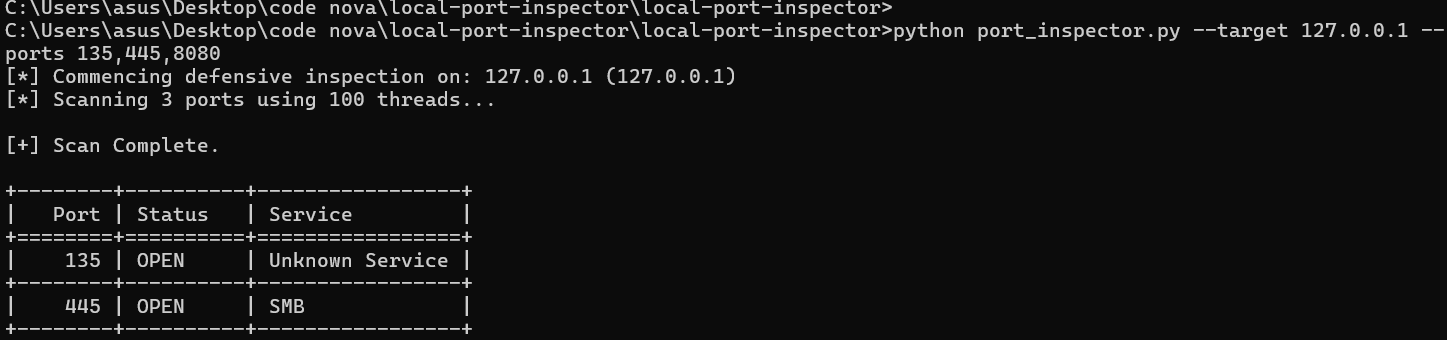 C:\Users\asus\Desktop\code nova\local-port-inspector\local-port-inspector>
C:\Users\asus\Desktop\code nova\local-port-inspector\local-port-inspector>python port_inspector.py --target 127.0.0.1 --
ports 135,445,8080
[*] Commencing defensive inspection on: 127.0.0.1 (127.0.0.1)
[*] Scanning 3 ports using 100 threads...

[+] Scan Complete.

+--------+----------+-----------------+
|   Port | Status   | Service         |
+========+==========+=================+
|    135 | OPEN     | Unknown Service |
+--------+----------+-----------------+
|    445 | OPEN     | SMB             |
+--------+----------+-----------------+